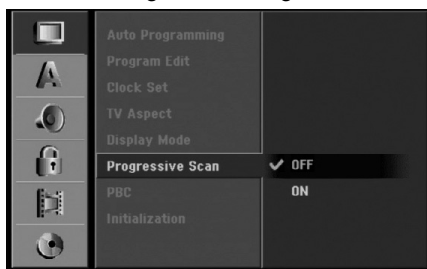 Auto Programming
Program Edit
Clock Set
TV Aspect
Display Mode
Progressive Scan ✔ OFF
PBC ON
Initialization
A